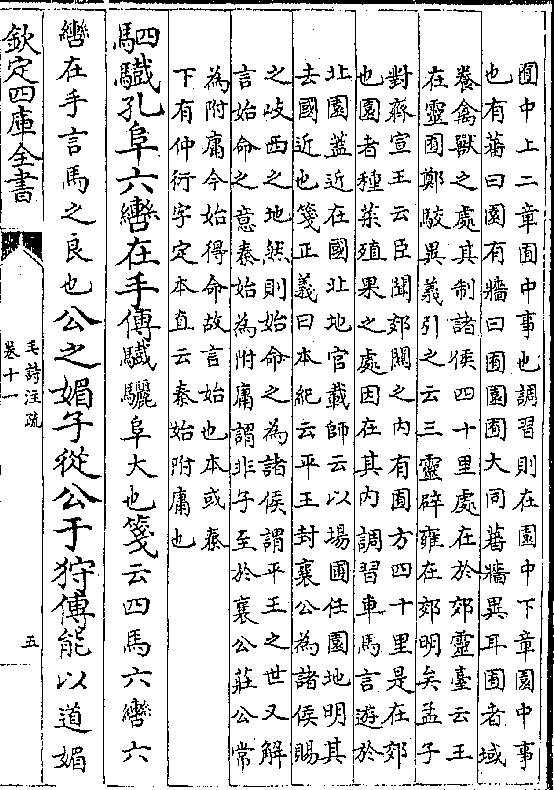 囿中上二章囿中事也調習則在園中下章園中事
也有蕃曰園有牆曰囿園囿大同蕃牆異耳囿者域
養禽獸之處其制諸侯四十里處在於郊靈臺云王
在靈囿鄭駮異義引之云三靈辟雍在郊明矣孟子
對齊宣王云臣聞郊關之内有囿方四十里是在郊
也園者種菜殖果之處因在其内調習車馬言遊於
北園蓋近在國北地官載師云以場圃任園地明其
去國近也箋正義曰本紀云平王封襄公為諸侯賜
之岐西之地然則始命之為諸侯謂平王之世又解
言始命之意秦始為附庸謂非子至於襄公莊公常
為附庸今始得命故言始也本或秦
下有仲衍字定本直云秦始附庸也
駟驖孔阜六轡在手傳驖驪阜大也箋云四馬六轡六
轡在手言馬之良也公之媚子從公于狩傳能以道媚
欽定四庫全書
毛詩注疏
卷十一
五